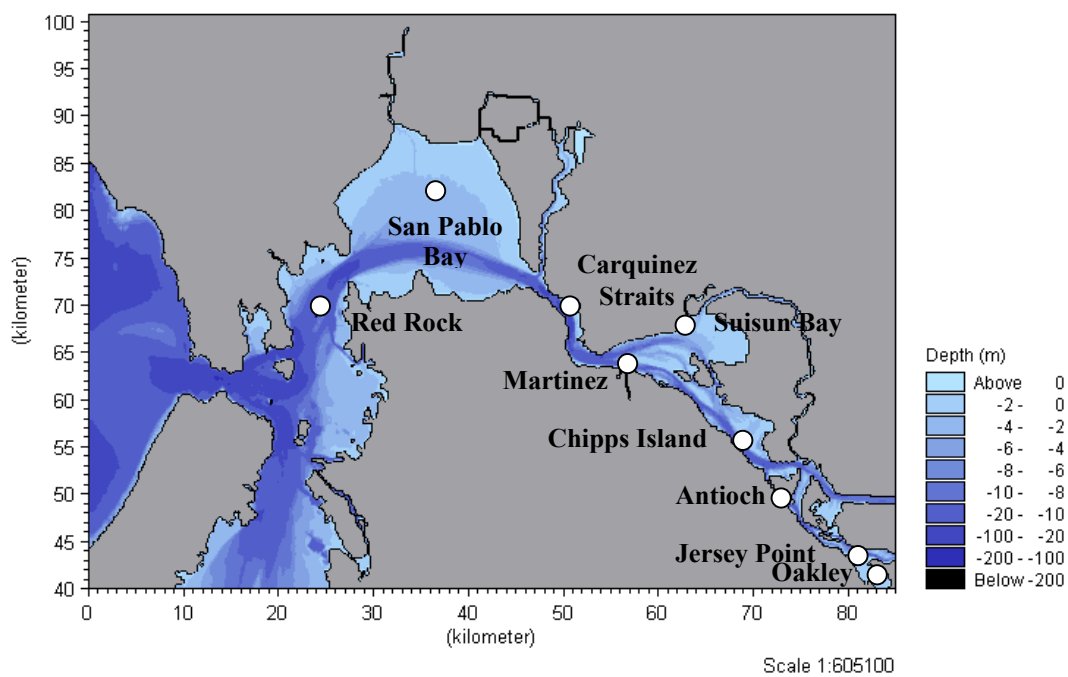 100
95
90
85
80
75
70
65
60
55
50
45
40
(kilometer)
0
10
20
30
40
50
60
70
80
(kilometer)
San Pablo
Bay
Carquinez
Straits
Red Rock
Suisun Bay
Martinez
Chipps Island
Antioch
Jersey Point
Oakley
Depth (m)
Above 0
-2 - 0
-4 - -2
-6 - -4
-8 - -6
-10 - -8
-20 - -10
-100 - -20
-200 - -100
Below -200
Scale 1:605100